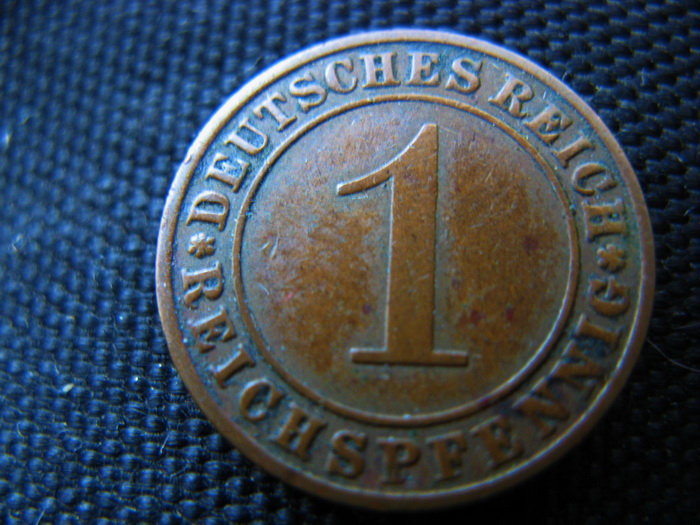 DEUTSCHES REICH
1
* REICHSPFENNIG *